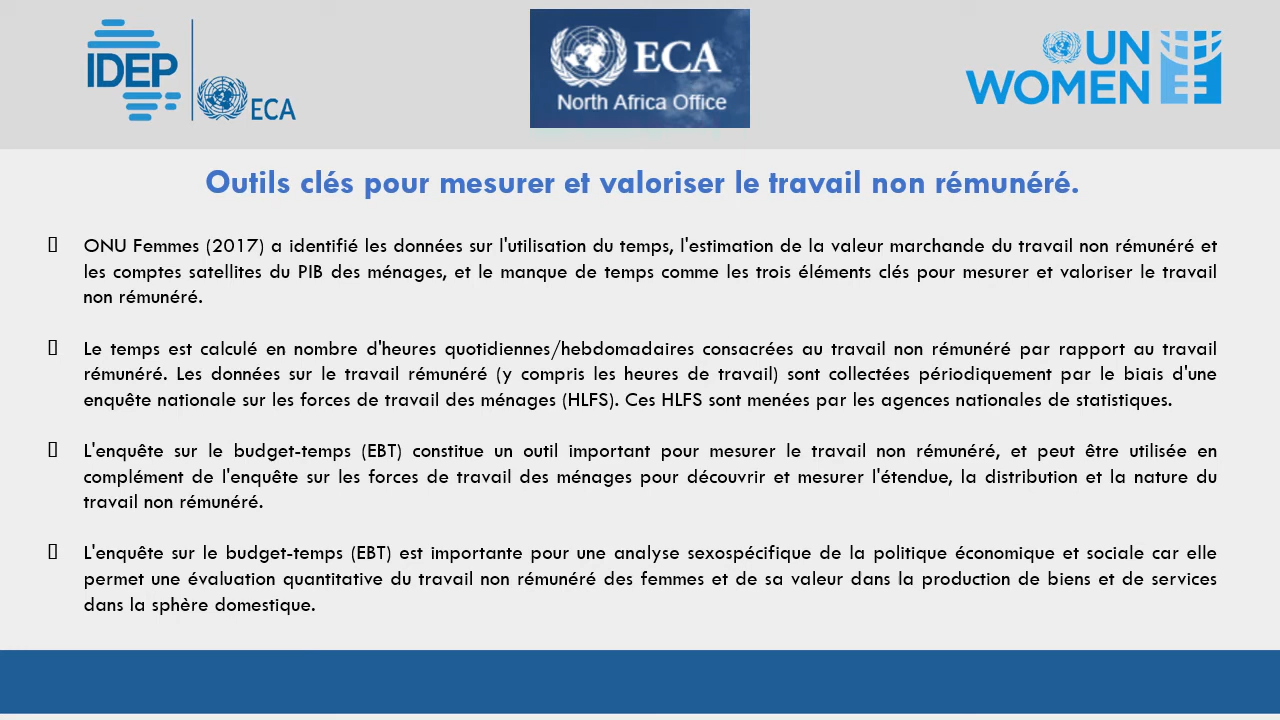 IDEP
ECA
ECA
North Africa Office
UN
WOMEN
Outils clés pour mesurer et valoriser le travail non rémunéré.
ONU Femmes (2017) a identifié les données sur l'utilisation du temps, l'estimation de la valeur marchande du travail non rémunéré et
les comptes satellites du PIB des ménages, et le manque de temps comme les trois éléments clés pour mesurer et valoriser le travail
non rémunéré.
Le temps est calculé en nombre d'heures quotidiennes/hebdomadaires consacrées au travail non rémunéré par rapport au travail
rémunéré. Les données sur le travail rémunéré (y compris les heures de travail) sont collectées périodiquement par le biais d'une
enquête nationale sur les forces de travail des ménages (HLFS). Ces HLFS sont menées par les agences nationales de statistiques.
L'enquête sur le budget-temps (EBT) constitue un outil important pour mesurer le travail non rémunéré, et peut être utilisée en
complément de l'enquête sur les forces de travail des ménages pour découvrir et mesurer l'étendue, la distribution et la nature du
travail non rémunéré.
L'enquête sur le budget-temps (EBT) est importante pour une analyse sexospécifique de la politique économique et sociale car elle
permet une évaluation quantitative du travail non rémunéré des femmes et de sa valeur dans la production de biens et de services
dans la sphère domestique.